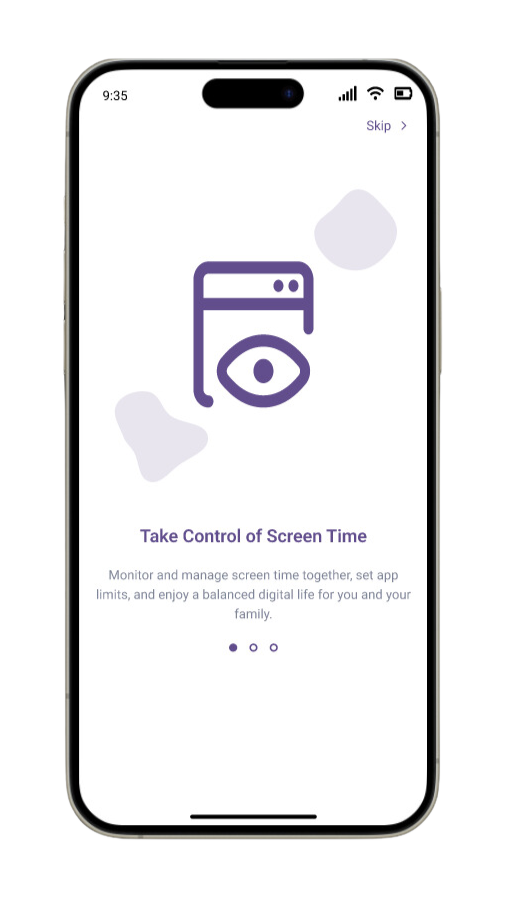 9:35
Skip
Take Control of Screen Time
Monitor and manage screen time together, set app
limits, and enjoy a balanced digital life for you and your
family.